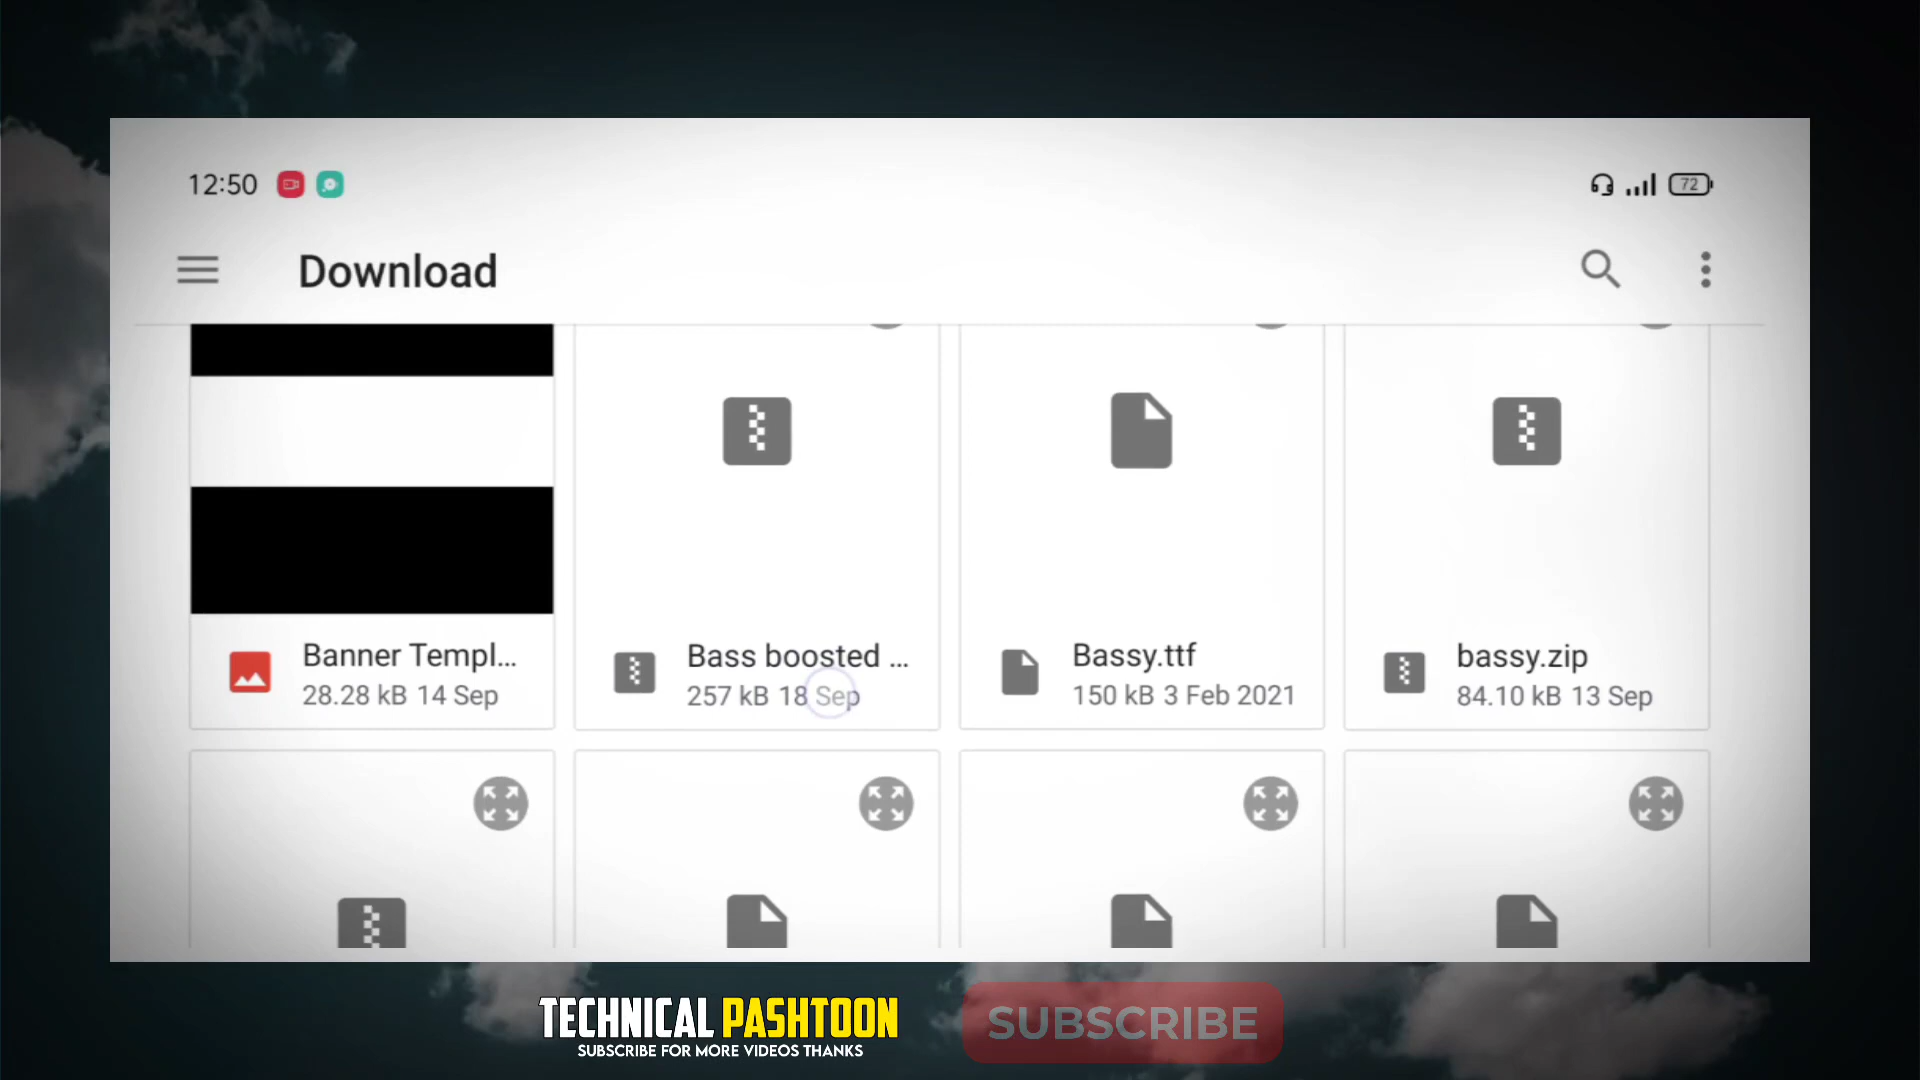 12:50
72
Download
Banner Templ...
28.28 kB 14 Sep
Bass boosted ...
257 kB 18 Sep
Bassy.ttf
150 kB 3 Feb 2021
bassy.zip
84.10 kB 13 Sep
TECHNICAL PASHTOON
SUBSCRIBE FOR MORE VIDEOS THANKS
SUBSCRIBE